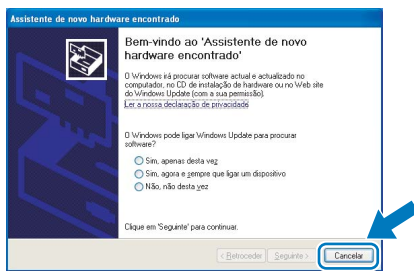 Assistente de novo hardware encontrado
Bem-vindo ao 'Assistente de novo
hardware encontrado'
O Windows irá procurar software actual e actualizado no
computador, no CD de instalação de hardware ou no Web site
do Windows Update (com a sua permissão).
Ler a nossa declaração de privacidade
O Windows pode ligar Windows Update para procurar
software?
Sim, apenas desta vez
Sim, agora e sempre que ligar um dispositivo
Não, não desta vez
Clique em 'Seguinte' para continuar.
< Retroceder Seguinte > Cancelar